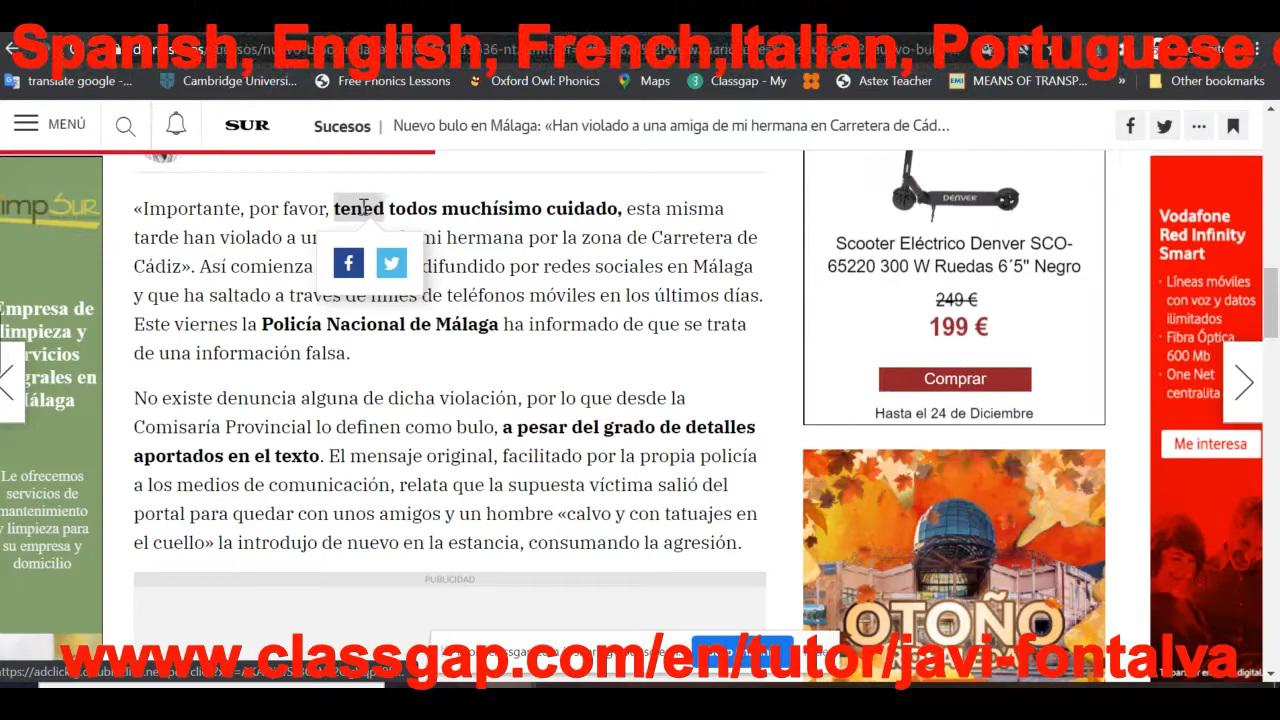 Spanish, English, French,Italian, Portuguese
translate google -...
Cambridge Universi...
Free Phonics Lessons
Oxford Owl: Phonics
Maps
Classgap - My
Astex Teacher
MEANS OF TRANSP...
»
Other bookmarks
MENÚ
SUR
Sucesos | Nuevo bulo en Málaga: «Han violado a una amiga de mi hermana en Carretera de Cád...
«Importante, por favor, tened todos muchísimo cuidado, esta misma
tarde han violado a mi hermana por la zona de Carretera de
Cádiz». Así comienza difundido por redes sociales en Málaga
y que ha saltado a través de miles de teléfonos móviles en los últimos días.
Este viernes la Policía Nacional de Málaga ha informado de que se trata
de una información falsa.
No existe denuncia alguna de dicha violación, por lo que desde la
Comisaría Provincial lo definen como bulo, a pesar del grado de detalles
aportados en el texto. El mensaje original, facilitado por la propia policía
a los medios de comunicación, relata que la supuesta víctima salió del
portal para quedar con unos amigos y un hombre «calvo y con tatuajes en
el cuello» la introdujo de nuevo en la estancia, consumando la agresión.
PUBLICIDAD
Empresa de
limpieza y
servicios
Málaga
Le ofrecemos
servicios de
mantenimiento
y limpieza para
su empresa y
domicilio
DENVER
Scooter Eléctrico Denver SCO-
65220 300 W Ruedas 6´5" Negro
249 €
199 €
Comprar
Hasta el 24 de Diciembre
OTOÑO
Vodafone
Red Infinity
Smart
• Líneas móviles
con voz y datos
ilimitados
• Fibra Óptica
600 Mb
• One Net
centralita
Me interesa
www.classgap.com/en/tutor/javi-fontalva